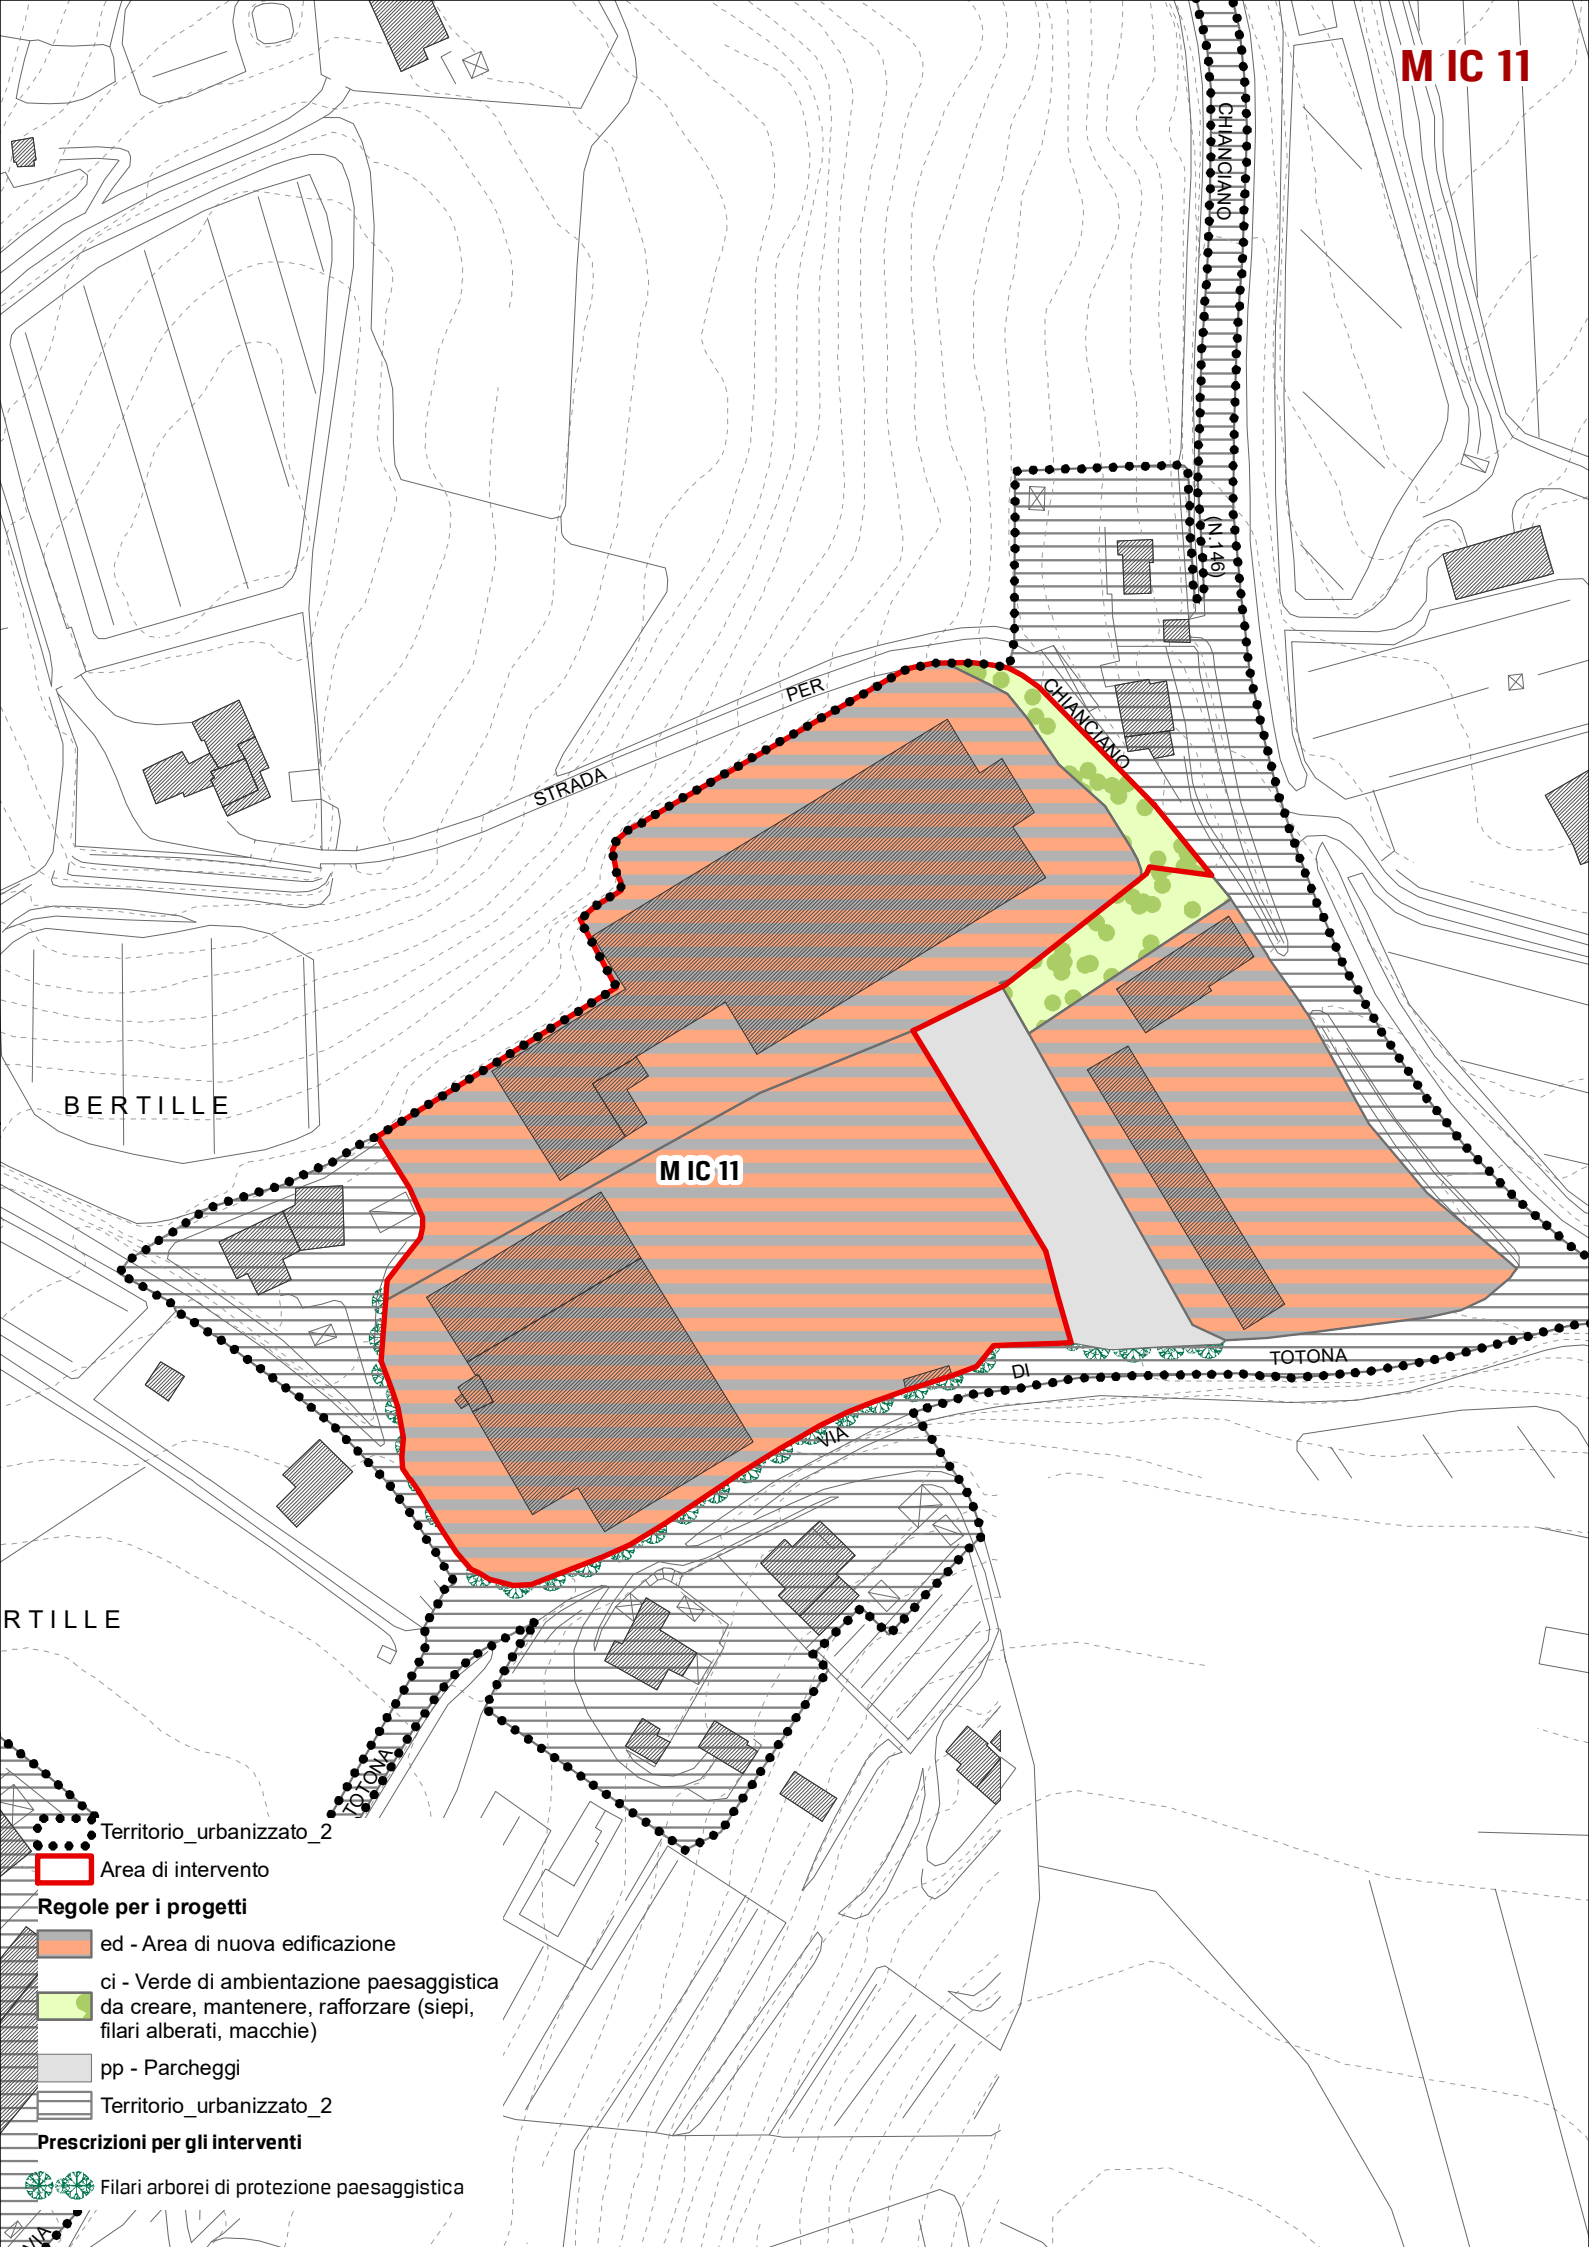 M IC 11
CHIANCIANO
(N.146)
CHIANCIANO
PER
STRADA
BERTILLE
M IC 11
TOTONA
DI
VIA
RTILLE
TOTONA
Territorio_urbanizzato_2
Area di intervento
Regole per i progetti
ed - Area di nuova edificazione
ci - Verde di ambientazione paesaggistica
da creare, mantenere, rafforzare (siepi,
filari alberati, macchie)
pp - Parcheggi
Territorio_urbanizzato_2
Prescrizioni per gli interventi
Filari arborei di protezione paesaggistica
VIA